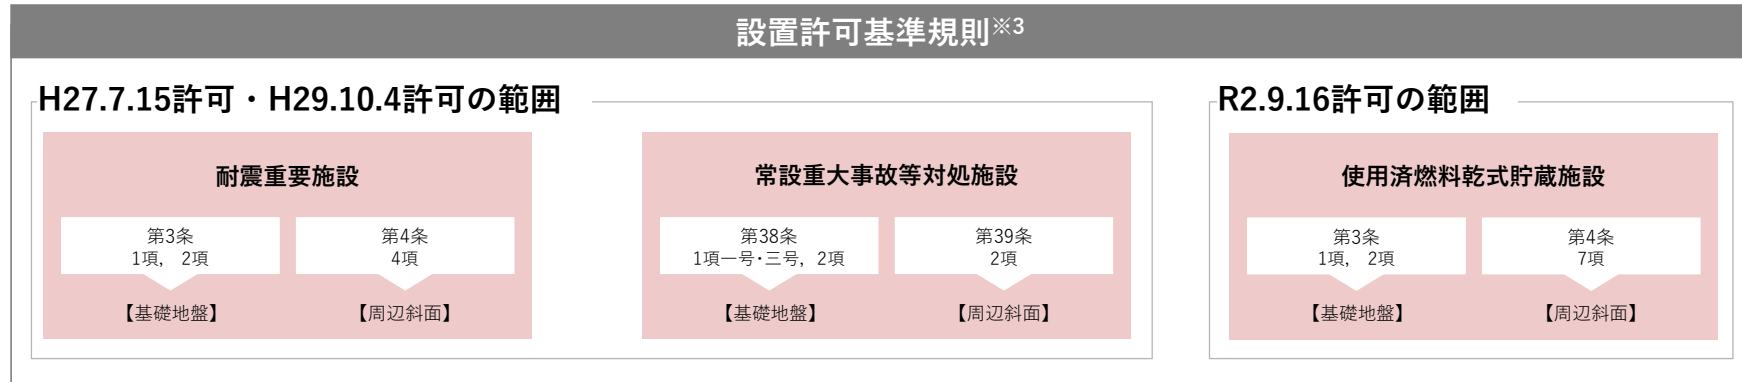 設置許可基準規則※3
H27.7.15許可・H29.10.4許可の範囲
耐震重要施設
第3条
1項， 2項
【基礎地盤】
第4条
4項
【周辺斜面】
常設重大事故等対処施設
第38条
1項一号･三号，2項
【基礎地盤】
第39条
2項
【周辺斜面】
R2.9.16許可の範囲
使用済燃料乾式貯蔵施設
第3条
1項， 2項
【基礎地盤】
第4条
7項
【周辺斜面】